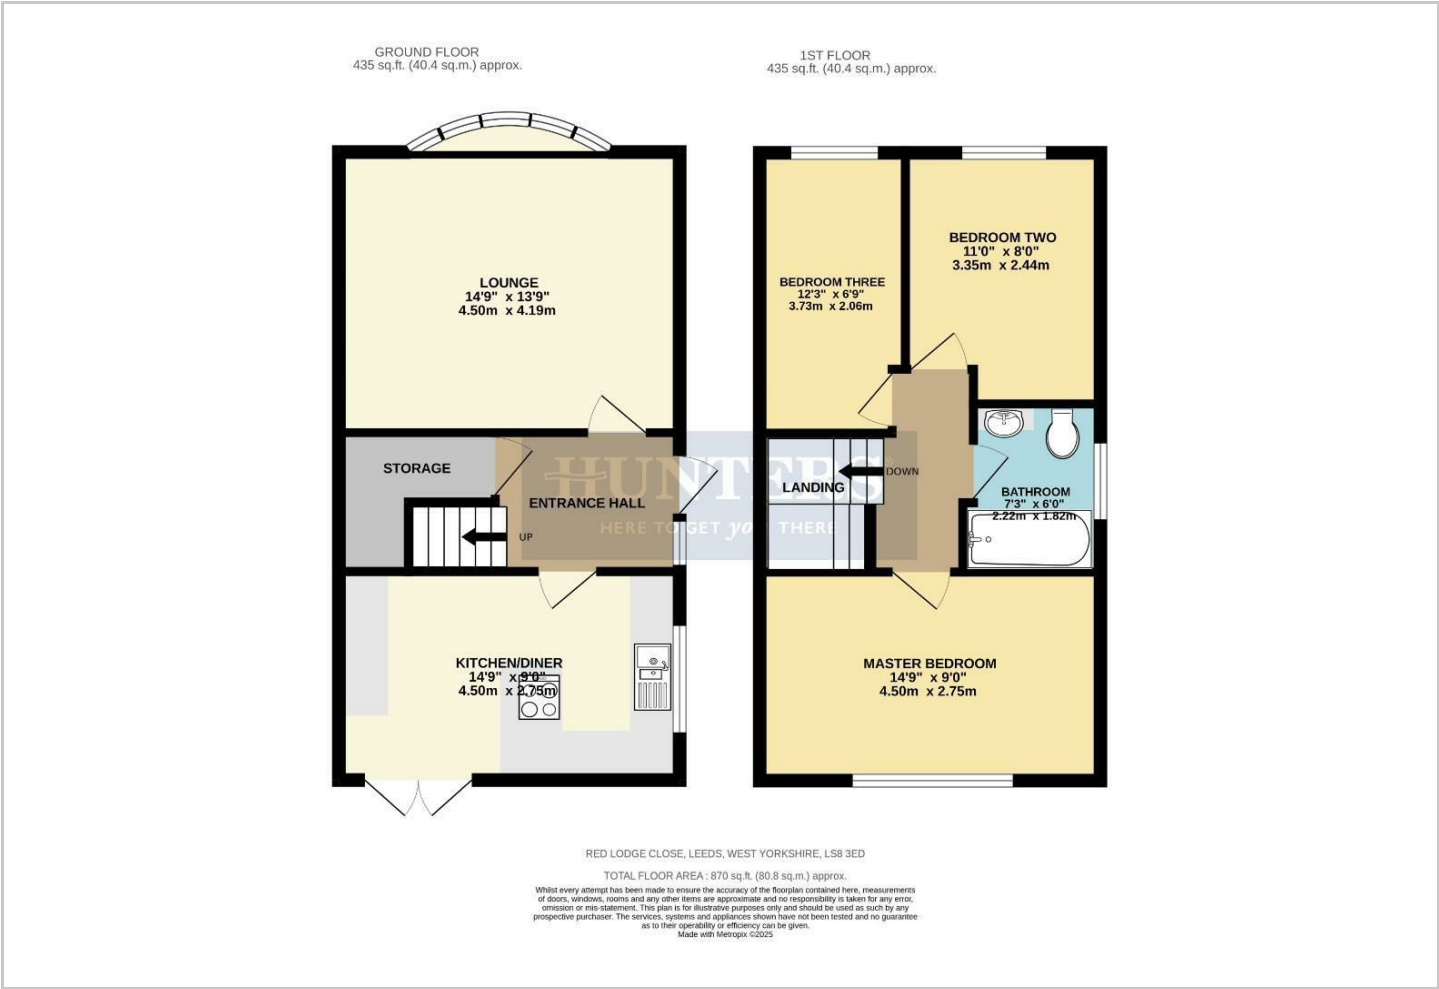 GROUND FLOOR
435 sq.ft. (40.4 sq.m.) approx.
1ST FLOOR
435 sq.ft. (40.4 sq.m.) approx.
LOUNGE
14'9" x 13'9"
4.50m x 4.19m
STORAGE
ENTRANCE HALL
UP
KITCHEN/DINER
14'9" x 9'0"
4.50m x 2.75m
BEDROOM THREE
12'3" x 6'9"
3.73m x 2.06m
BEDROOM TWO
11'0" x 8'0"
3.35m x 2.44m
LANDING
DOWN
BATHROOM
7'3" x 6'0"
2.22m x 1.82m
MASTER BEDROOM
14'9" x 9'0"
4.50m x 2.75m
HUNTERS®
HERE TO GET you THERE
RED LODGE CLOSE, LEEDS, WEST YORKSHIRE, LS8 3ED
TOTAL FLOOR AREA : 870 sq.ft. (80.8 sq.m.) approx.
Whilst every attempt has been made to ensure the accuracy of the floorplan contained here, measurements
of doors, windows, rooms and any other items are approximate and no responsibility is taken for any error,
omission or mis-statement. This plan is for illustrative purposes only and should be used as such by any
prospective purchaser. The services, systems and appliances shown have not been tested and no guarantee
as to their operability or efficiency can be given.
Made with Metropix ©2025